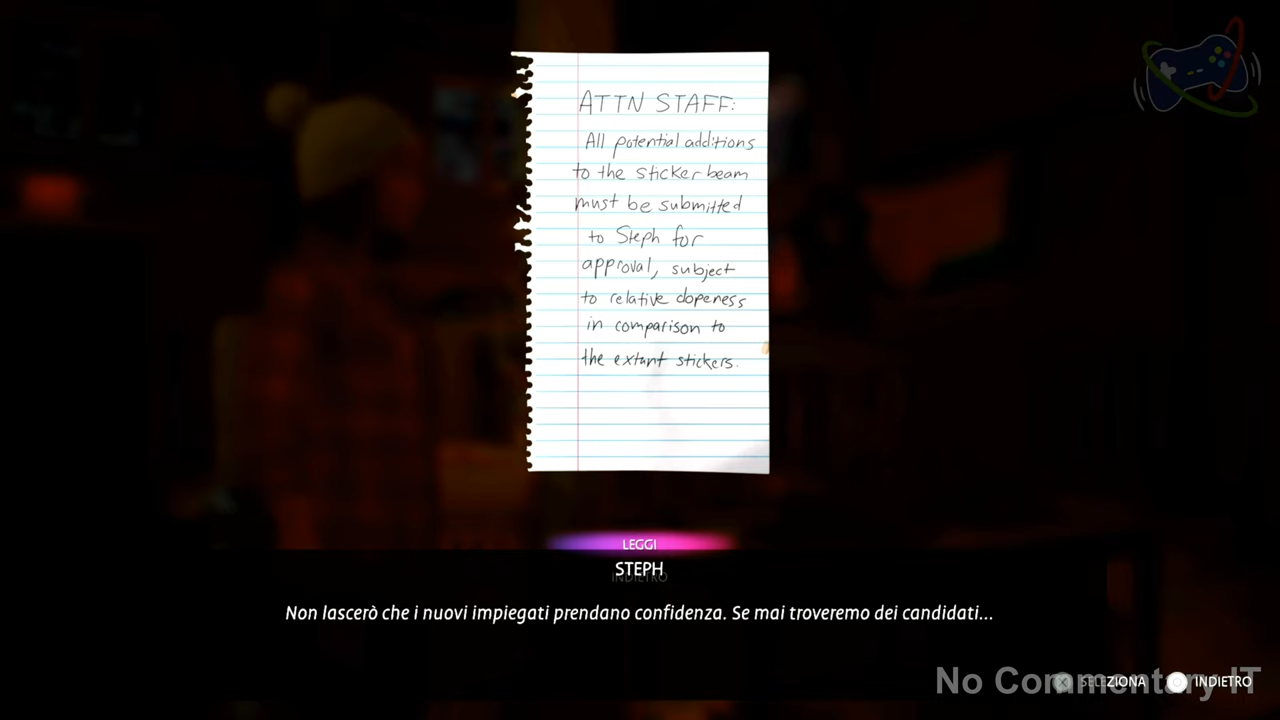 ATTN STAFF:
All potential additions
to the sticker beam
must be submitted
to Steph for
approval, subject
to relative dopeness
in comparison to
the extant stickers.
LEGGI
STEPH
INDIETRO
Non lascerò che i nuovi impiegati prendano confidenza. Se mai troveremo dei candidati...
SELEZIONA
INDIETRO
No Commentary IT